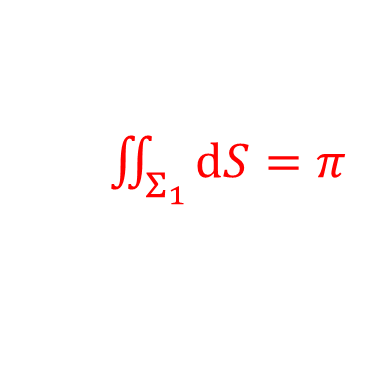 ∬_{Σ_1} d𝑆 = 𝜋